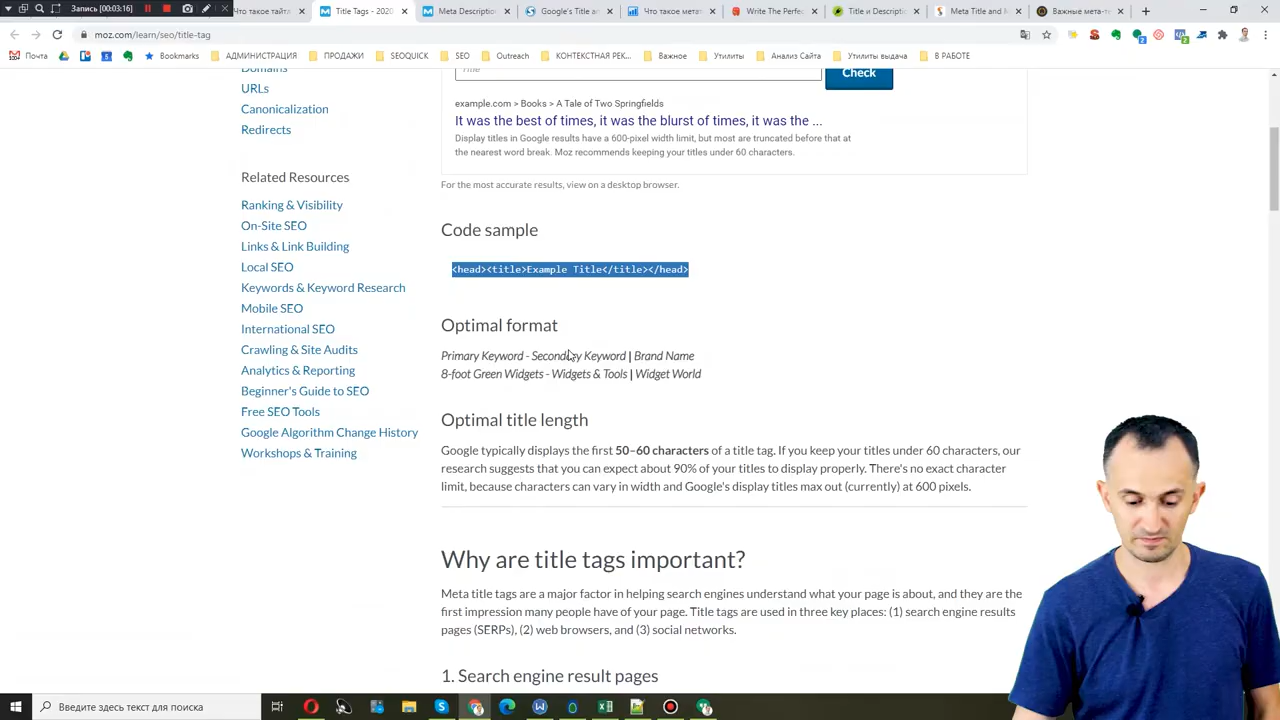 Запись [00:03:16]
что такое тайт
Title Tags - 2020
Meta Description
Google's Title an
Что такое метат
Write The Perfec
Title и Descriptio
Meta Title and M
Важные мета-те
moz.com/learn/seo/title-tag
Почта
Bookmarks
АДМИНИСТРАЦИЯ
ПРОДАЖИ
SEOQUICK
SEO
Outreach
КОНТЕКСТНАЯ РЕК...
Важное
Утилиты
Анализ Сайта
Утилиты выдача
В РАБОТЕ
Domains
URLs
Canonicalization
Redirects
Related Resources
Ranking & Visibility
On-Site SEO
Links & Link Building
Local SEO
Keywords & Keyword Research
Mobile SEO
International SEO
Crawling & Site Audits
Analytics & Reporting
Beginner's Guide to SEO
Free SEO Tools
Google Algorithm Change History
Workshops & Training
Title
Check
example.com > Books > A Tale of Two Springfields
It was the best of times, it was the blurst of times, it was the ...
Display titles in Google results have a 600-pixel width limit, but most are truncated before that at
the nearest word break. Moz recommends keeping your titles under 60 characters.
For the most accurate results, view on a desktop browser.
Code sample
<head><title>Example Title</title></head>
Optimal format
Primary Keyword - Secondary Keyword | Brand Name
8-foot Green Widgets - Widgets & Tools | Widget World
Optimal title length
Google typically displays the first 50–60 characters of a title tag. If you keep your titles under 60 characters, our
research suggests that you can expect about 90% of your titles to display properly. There's no exact character
limit, because characters can vary in width and Google's display titles max out (currently) at 600 pixels.
Why are title tags important?
Meta title tags are a major factor in helping search engines understand what your page is about, and they are the
first impression many people have of your page. Title tags are used in three key places: (1) search engine results
pages (SERPs), (2) web browsers, and (3) social networks.
1. Search engine result pages
Введите здесь текст для поиска